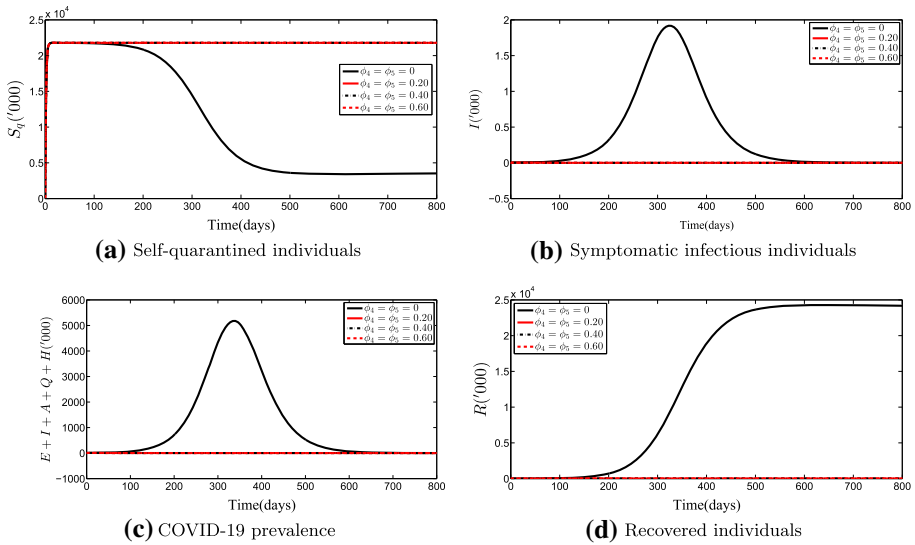 2.5 x 10⁴
2
1.5
1
0.5
0
S_q('000)
0 100 200 300 400 500 600 700 800
Time(days)
ϕ₄ = ϕ₅ = 0
ϕ₄ = ϕ₅ = 0.20
ϕ₄ = ϕ₅ = 0.40
ϕ₄ = ϕ₅ = 0.60
(a) Self-quarantined individuals
2
1.5
1
0.5
0
-0.5
I('000)
0 100 200 300 400 500 600 700 800
Time(days)
ϕ₄ = ϕ₅ = 0
ϕ₄ = ϕ₅ = 0.20
ϕ₄ = ϕ₅ = 0.40
ϕ₄ = ϕ₅ = 0.60
(b) Symptomatic infectious individuals
6000
5000
4000
3000
2000
1000
0
-1000
E + I + A + Q + H('000)
0 100 200 300 400 500 600 700 800
Time(days)
ϕ₄ = ϕ₅ = 0
ϕ₄ = ϕ₅ = 0.20
ϕ₄ = ϕ₅ = 0.40
ϕ₄ = ϕ₅ = 0.60
(c) COVID-19 prevalence
2.5 x 10⁴
2
1.5
1
0.5
0
R('000)
0 100 200 300 400 500 600 700 800
Time(days)
ϕ₄ = ϕ₅ = 0
ϕ₄ = ϕ₅ = 0.20
ϕ₄ = ϕ₅ = 0.40
ϕ₄ = ϕ₅ = 0.60
(d) Recovered individuals